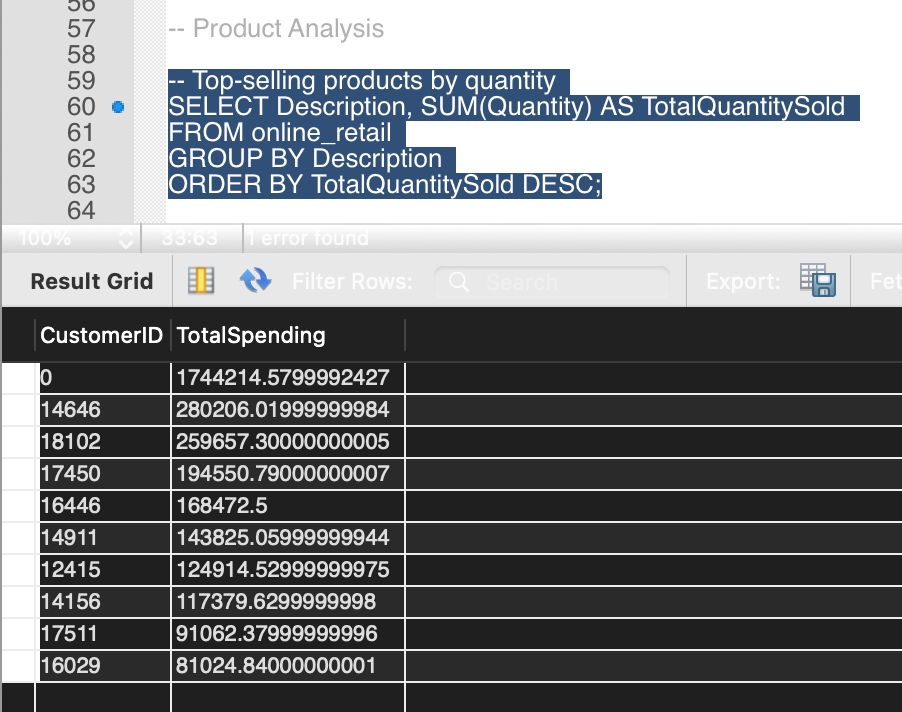 56
57 -- Product Analysis
58
59 -- Top-selling products by quantity
60 SELECT Description, SUM(Quantity) AS TotalQuantitySold
61 FROM online_retail
62 GROUP BY Description
63 ORDER BY TotalQuantitySold DESC;
64
100% 33:63 1 error found
Result Grid Filter Rows: Search Export: Fet
CustomerID TotalSpending
0 1744214.5799992427
14646 280206.01999999984
18102 259657.30000000005
17450 194550.79000000007
16446 168472.5
14911 143825.05999999944
12415 124914.52999999975
14156 117379.6299999998
17511 91062.37999999996
16029 81024.84000000001